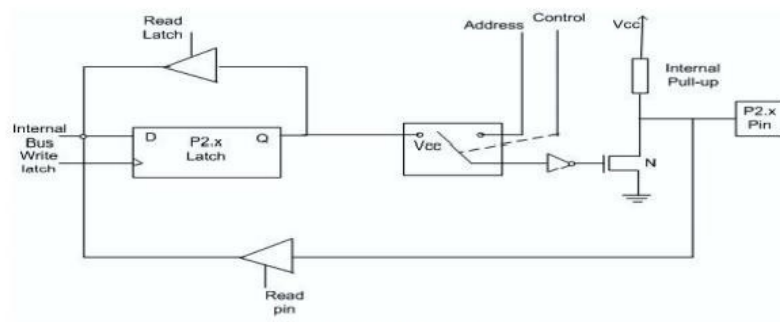 Read
Latch
Address
Control
Vcc
Internal
Pull-up
P2.x
Pin
Internal
Bus
Write
latch
D
P2.x
Latch
Q
Vcc
N
Read
pin